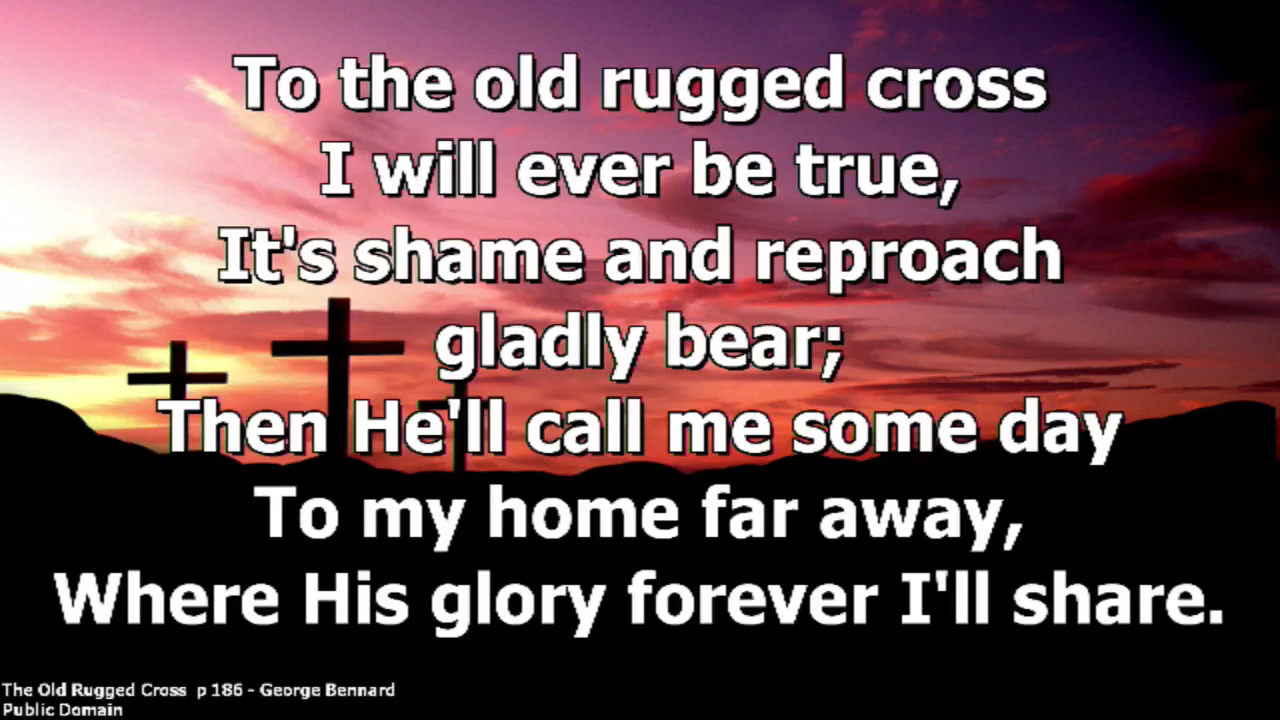 To the old rugged cross
I will ever be true,
It's shame and reproach
gladly bear;
Then He'll call me some day
To my home far away,
Where His glory forever I'll share.
The Old Rugged Cross p 186 - George Bennard
Public Domain